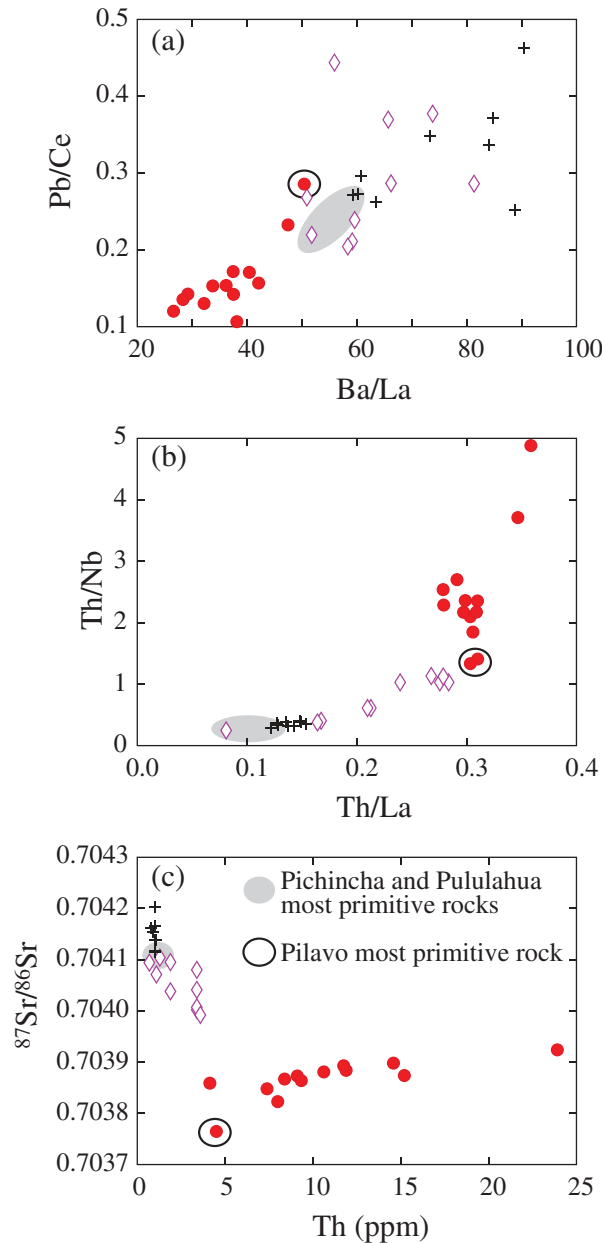 (a)
0.5
0.4
0.3
0.2
0.1
Pb/Ce
20 40 60 80 100
Ba/La
(b)
5
4
3
2
1
0
Th/Nb
0.0 0.1 0.2 0.3 0.4
Th/La
(c)
0.7043
0.7042
0.7041
0.7040
0.7039
0.7038
0.7037
87Sr/86Sr
Pichincha and Pululahua
most primitive rocks
Pilavo most primitive rock
0 5 10 15 20 25
Th (ppm)